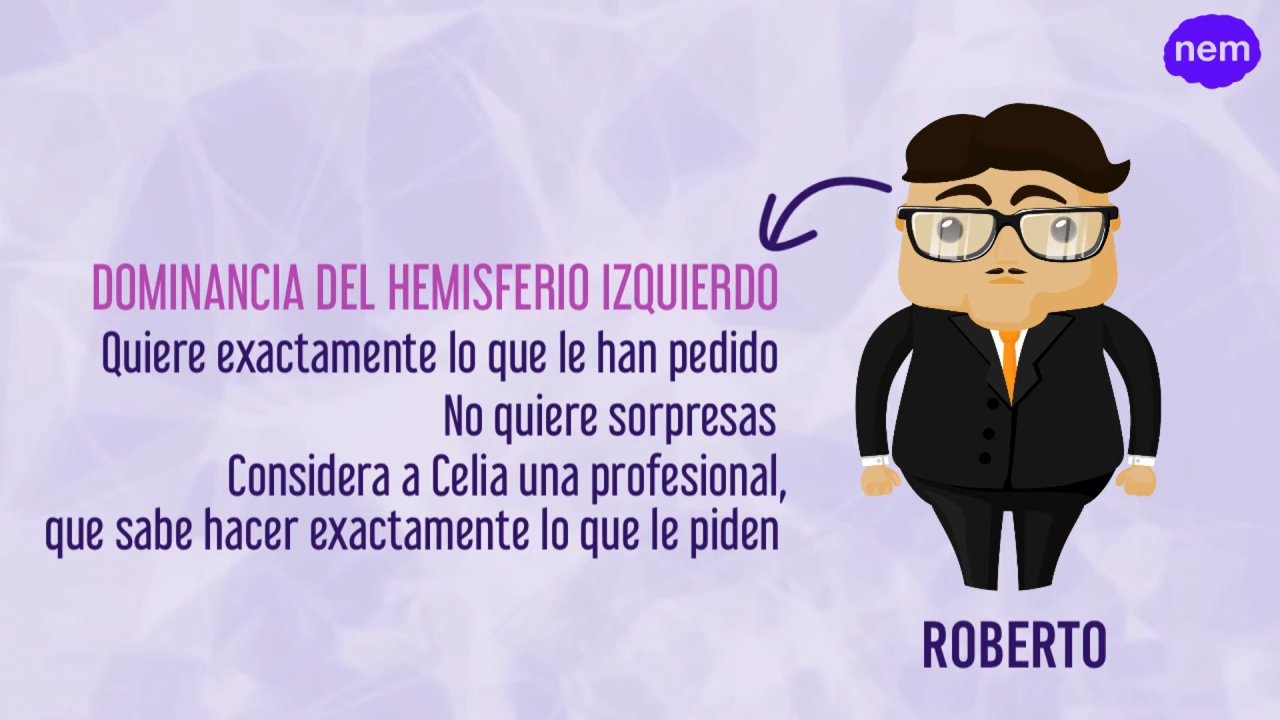 nem
DOMINANCIA DEL HEMISFERIO IZQUIERDO
Quiere exactamente lo que le han pedido
No quiere sorpresas
Considera a Celia una profesional,
que sabe hacer exactamente lo que le piden
ROBERTO